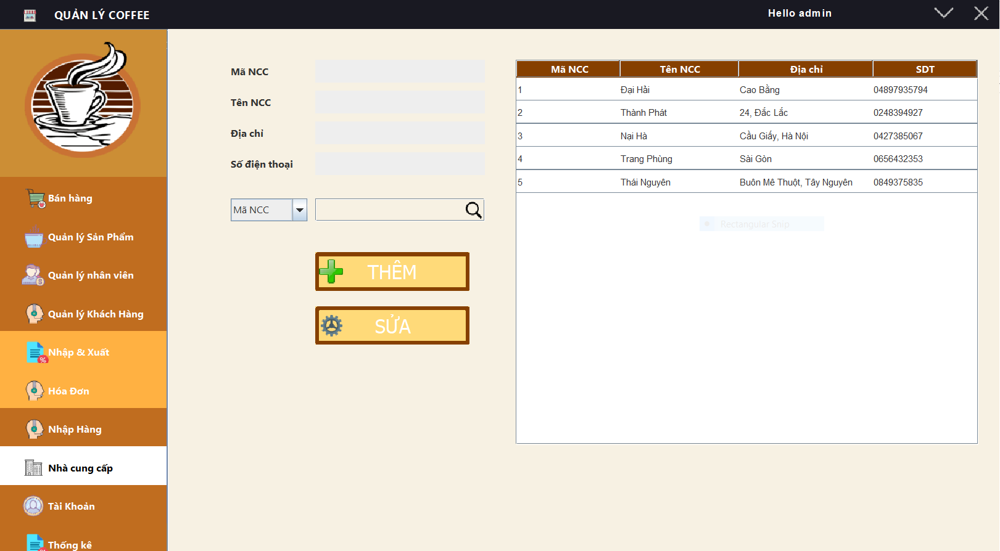 QUẢN LÝ COFFEE
Hello admin
Bán hàng
Quản lý Sản Phẩm
Quản lý nhân viên
Quản lý Khách Hàng
Nhập & Xuất
Hóa Đơn
Nhập Hàng
Nhà cung cấp
Tài Khoản
Thống kê
Mã NCC
Tên NCC
Địa chỉ
Số điện thoại
Mã NCC
THÊM
SỬA
Mã NCC Tên NCC Địa chỉ SDT
1 Đại Hải Cao Bằng 04897935794
2 Thành Phát 24, Đắc Lắc 0248394927
3 Nại Hà Cầu Giấy, Hà Nội 0427385067
4 Trang Phùng Sài Gòn 0656432353
5 Thái Nguyên Buôn Mê Thuột, Tây Nguyên 0849375835
Rectangular Snip